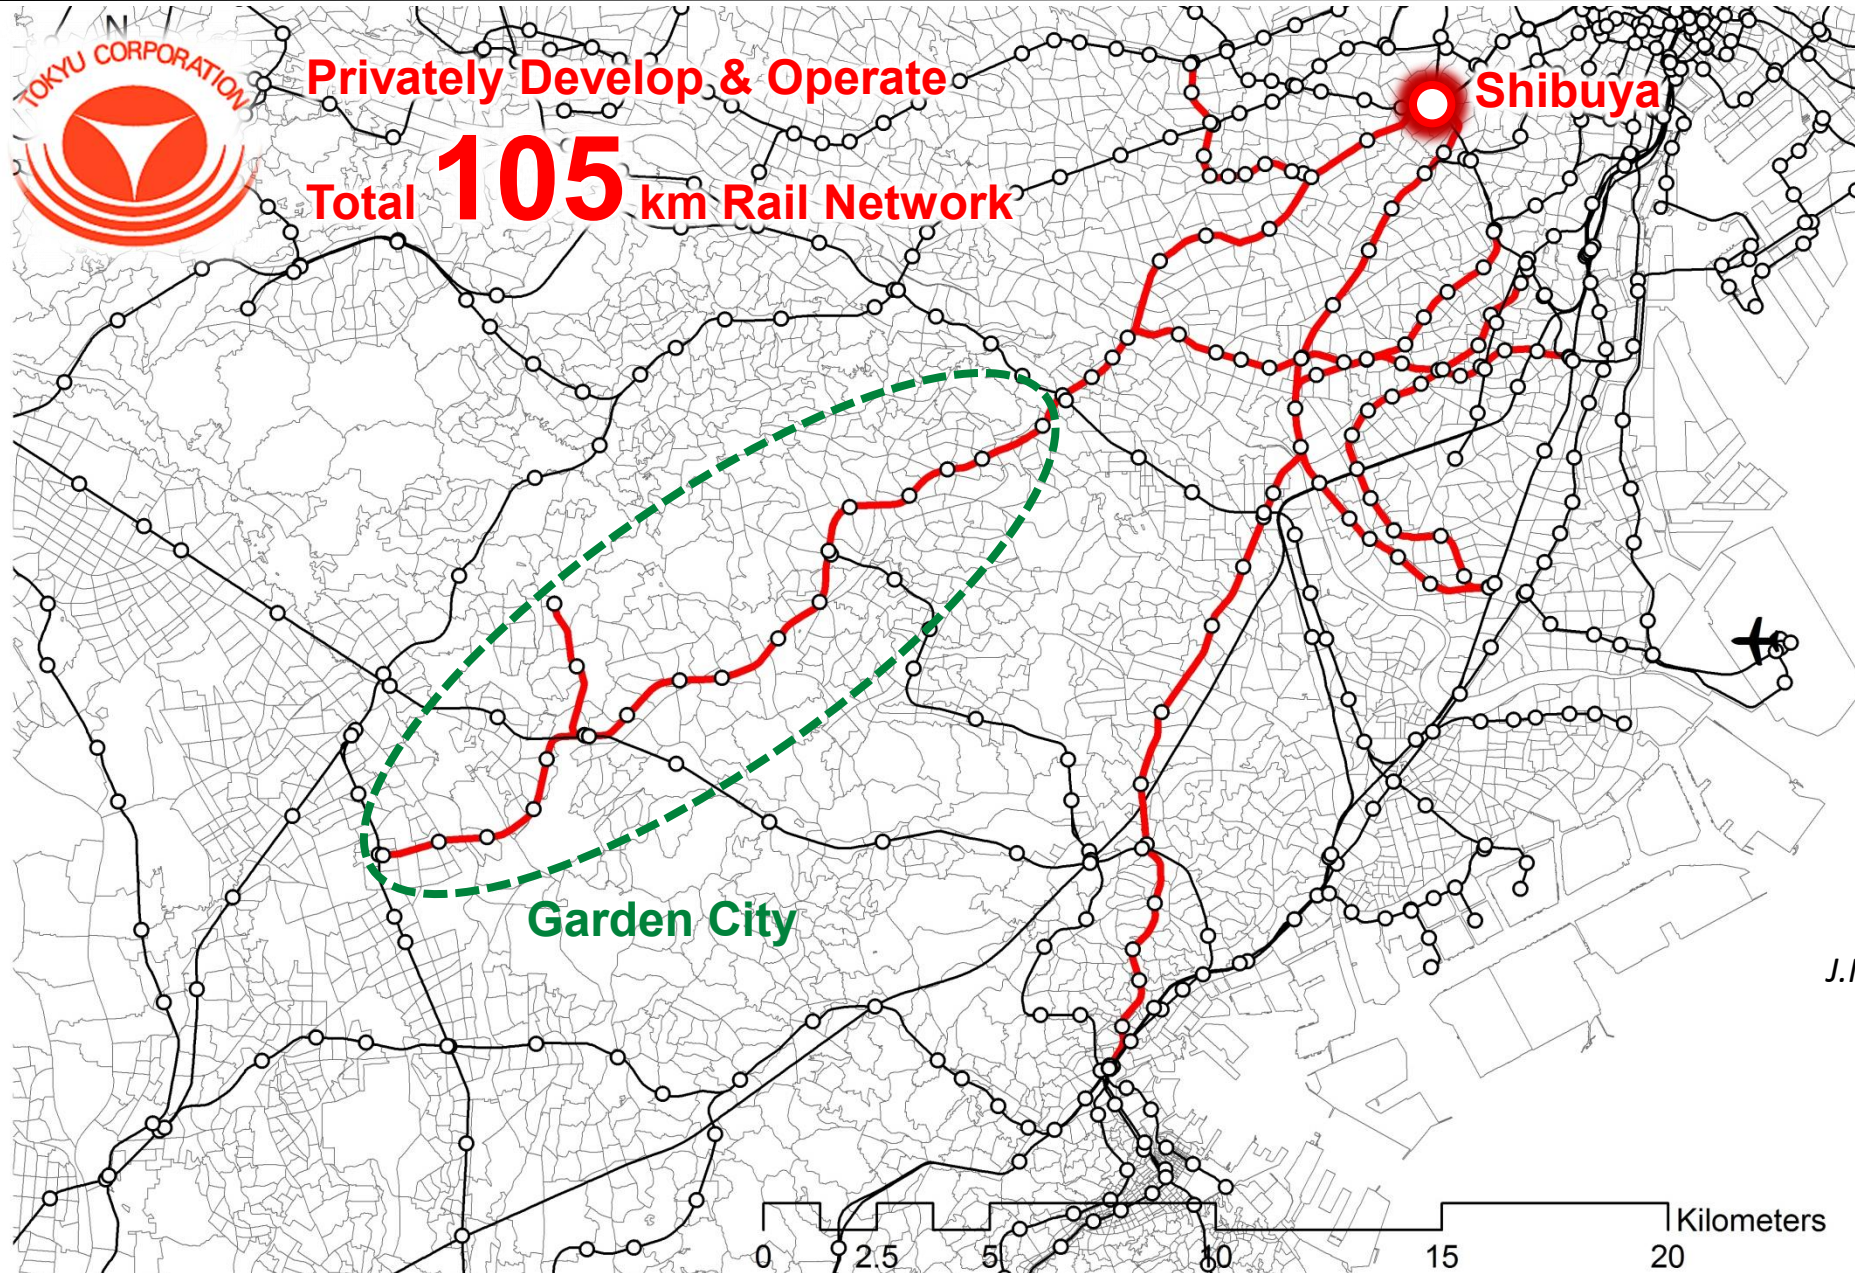 N
TOKYU CORPORATION
Privately Develop & Operate
Total 105 km Rail Network
Shibuya
Garden City
J.I
Kilometers
0 2.5 5 10 15 20